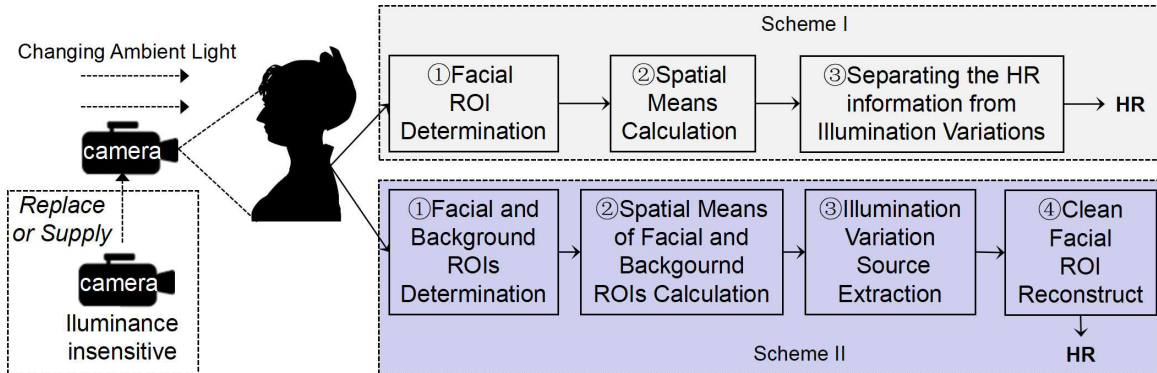 Changing Ambient Light
camera
Replace
or Supply
camera
Iluminance
insensitive
Scheme I
①Facial
ROI
Determination
②Spatial
Means
Calculation
③Separating the HR
information from
Illumination Variations
HR
①Facial and
Background
ROIs
Determination
②Spatial Means
of Facial and
Backgournd
ROIs Calculation
③Illumination
Variation
Source
Extraction
④Clean
Facial
ROI
Reconstruct
HR
Scheme II